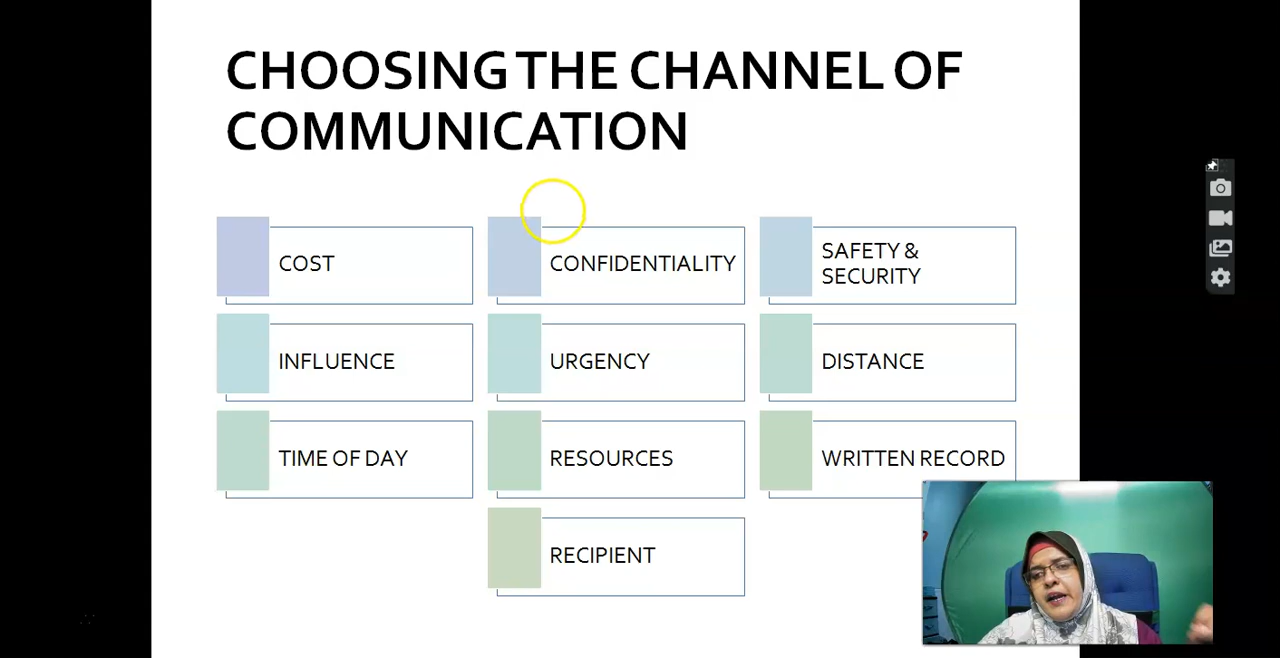 CHOOSING THE CHANNEL OF
COMMUNICATION
COST
CONFIDENTIALITY
SAFETY &
SECURITY
INFLUENCE
URGENCY
DISTANCE
TIME OF DAY
RESOURCES
WRITTEN RECORD
RECIPIENT